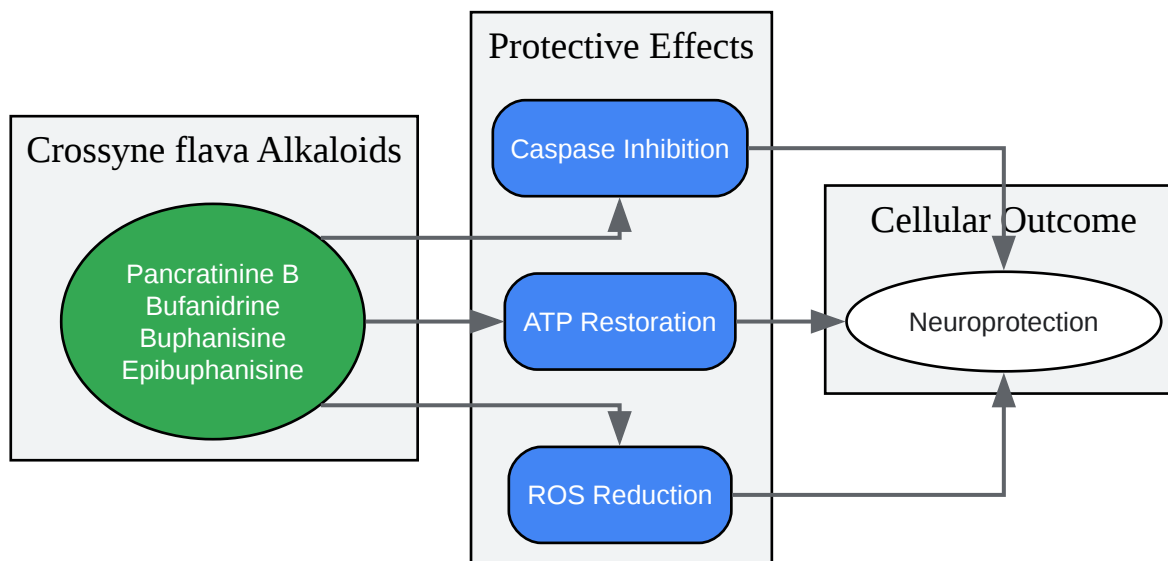 Crossyne flava Alkaloids
Pancratinine B
Bufanidrine
Buphanisine
Epibuphanisine
Protective Effects
Caspase Inhibition
ATP Restoration
ROS Reduction
Cellular Outcome
Neuroprotection